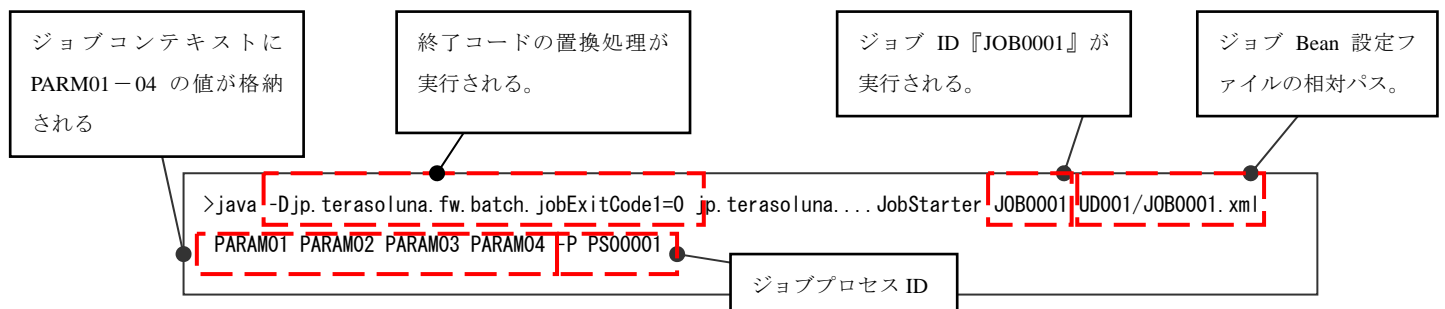 ジョブコンテキストに
PARM01－04 の値が格納
される
終了コードの置換処理が
実行される。
ジョブ ID『JOB0001』が
実行される。
ジョブ Bean 設定フ
ァイルの相対パス。
>java -Djp.terasoluna.fw.batch.jobExitCode1=0 jp.terasoluna....JobStarter JOB0001 UD001/JOB0001.xml
PARAM01 PARAM02 PARAM03 PARAM04 -P PS00001
ジョブプロセス ID